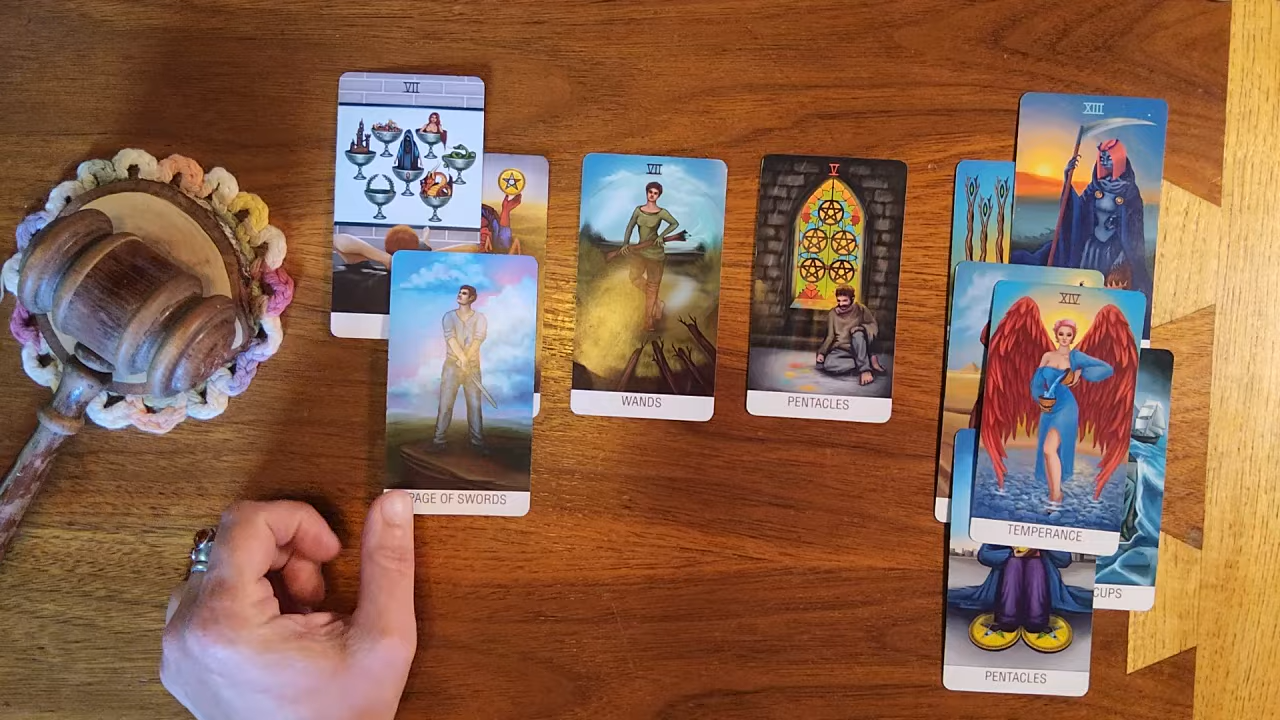 VII
PAGE OF SWORDS
VII
WANDS
V
PENTACLES
XIII
XIV
TEMPERANCE
CUPS
PENTACLES